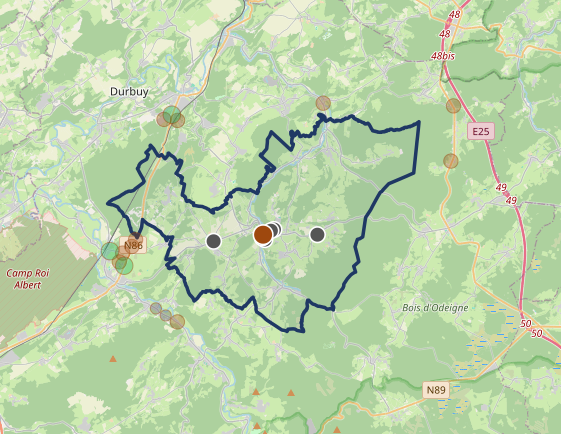 48
48
48bis
Durbuy
E25
49
49
N86
Camp Roi
Albert
Bois d'Odeigne
50
50
N89